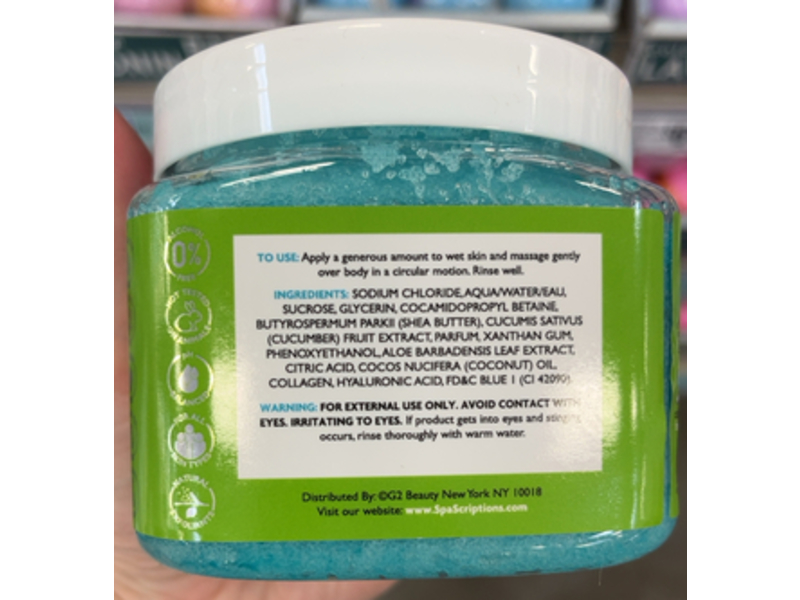 TO USE: Apply a generous amount to wet skin and massage gently
over body in a circular motion. Rinse well.
INGREDIENTS: SODIUM CHLORIDE, AQUA/WATER/EAU,
SUCROSE, GLYCERIN, COCAMIDOPROPYL BETAINE,
BUTYROSPERMUM PARKII (SHEA BUTTER), CUCUMIS SATIVUS
(CUCUMBER) FRUIT EXTRACT, PARFUM, XANTHAN GUM,
PHENOXYETHANOL, ALOE BARBADENSIS LEAF EXTRACT,
CITRIC ACID, COCOS NUCIFERA (COCONUT) OIL,
COLLAGEN, HYALURONIC ACID, FD&C BLUE 1 (CI 42090).
WARNING: FOR EXTERNAL USE ONLY. AVOID CONTACT WITH
EYES. IRRITATING TO EYES. If product gets into eyes and stinging
occurs, rinse thoroughly with warm water.
Distributed By: ©G2 Beauty New York NY 10018
Visit our website: www.SpaScriptions.com
ALCOHOL
0%
FREE
NATURAL